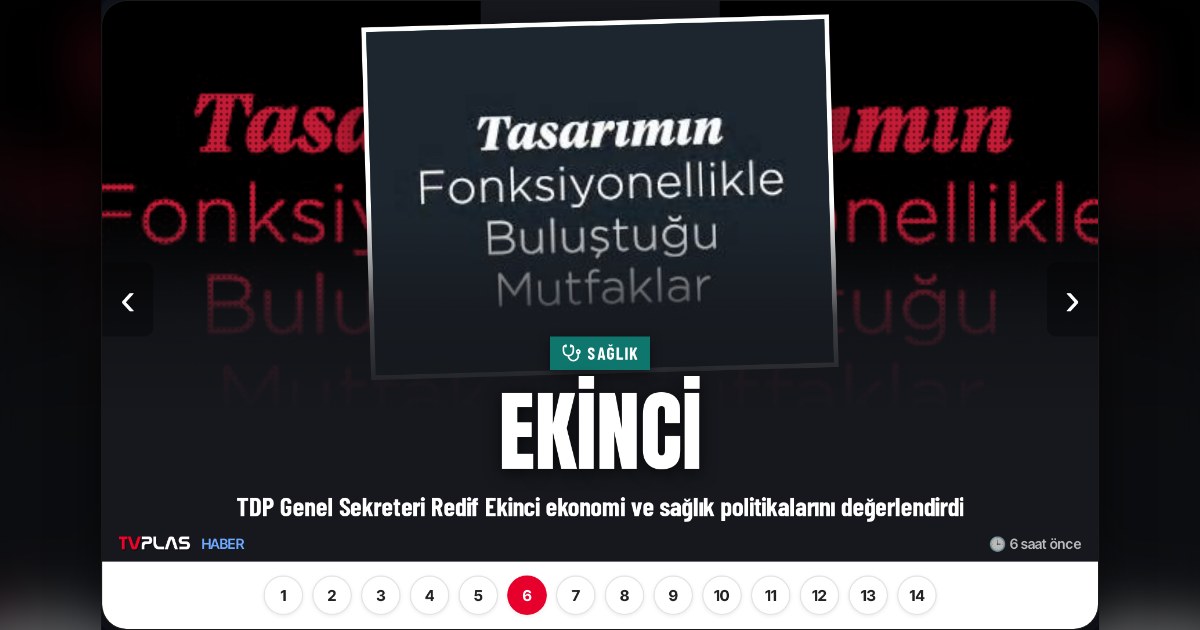 Tasarımın
Fonksiyonellikle
Buluştuğu
Mutfaklar
SAĞLIK
EKİNCİ
TDP Genel Sekreteri Redif Ekinci ekonomi ve sağlık politikalarını değerlendirdi
TVPLAS HABER
6 saat önce
1 2 3 4 5 6 7 8 9 10 11 12 13 14